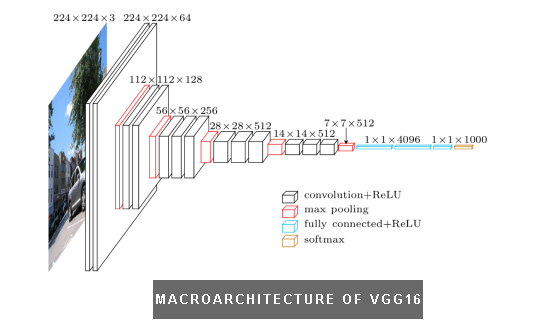 224×224×3 224×224×64
112×112×128
56×56×256
28×28×512
14×14×512
7×7×512
1×1×4096 1×1×1000
convolution+ReLU
max pooling
fully connected+ReLU
softmax
MACROARCHITECTURE OF VGG16